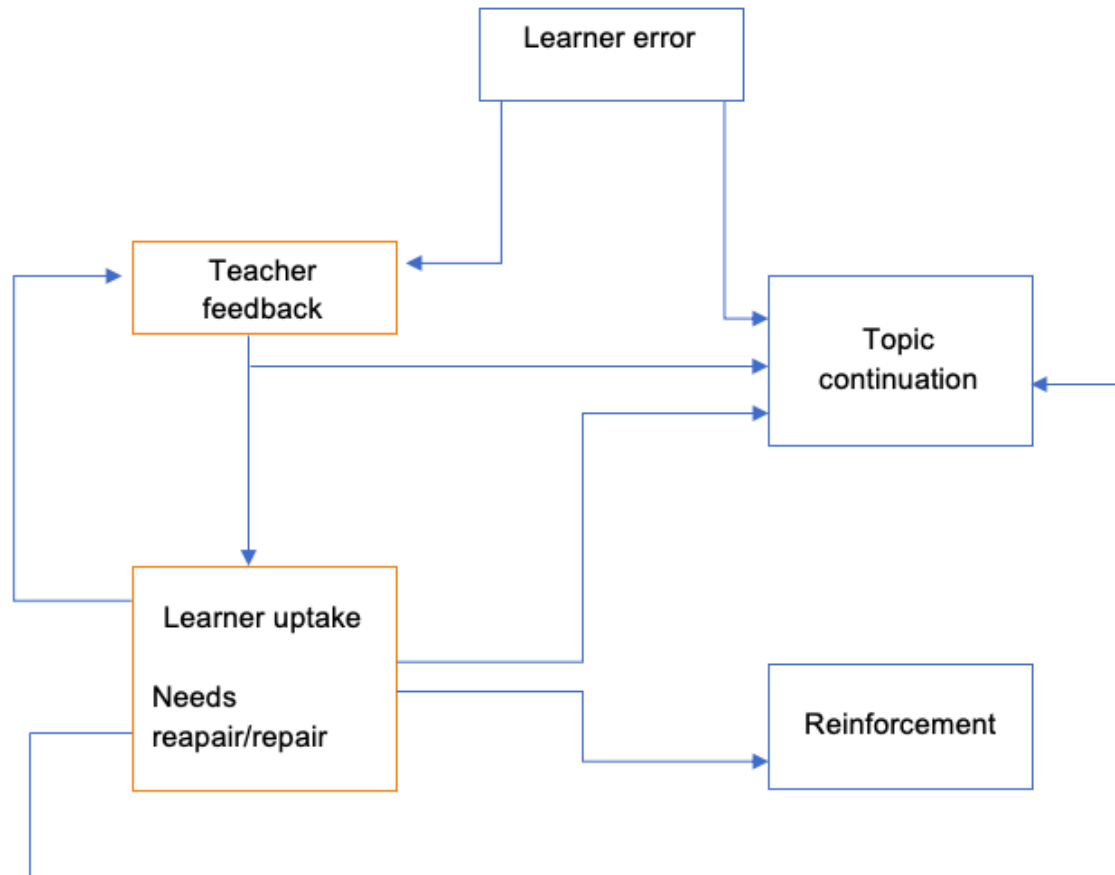 Learner error
Teacher
feedback
Topic
continuation
Learner uptake
Needs
reapair/repair
Reinforcement